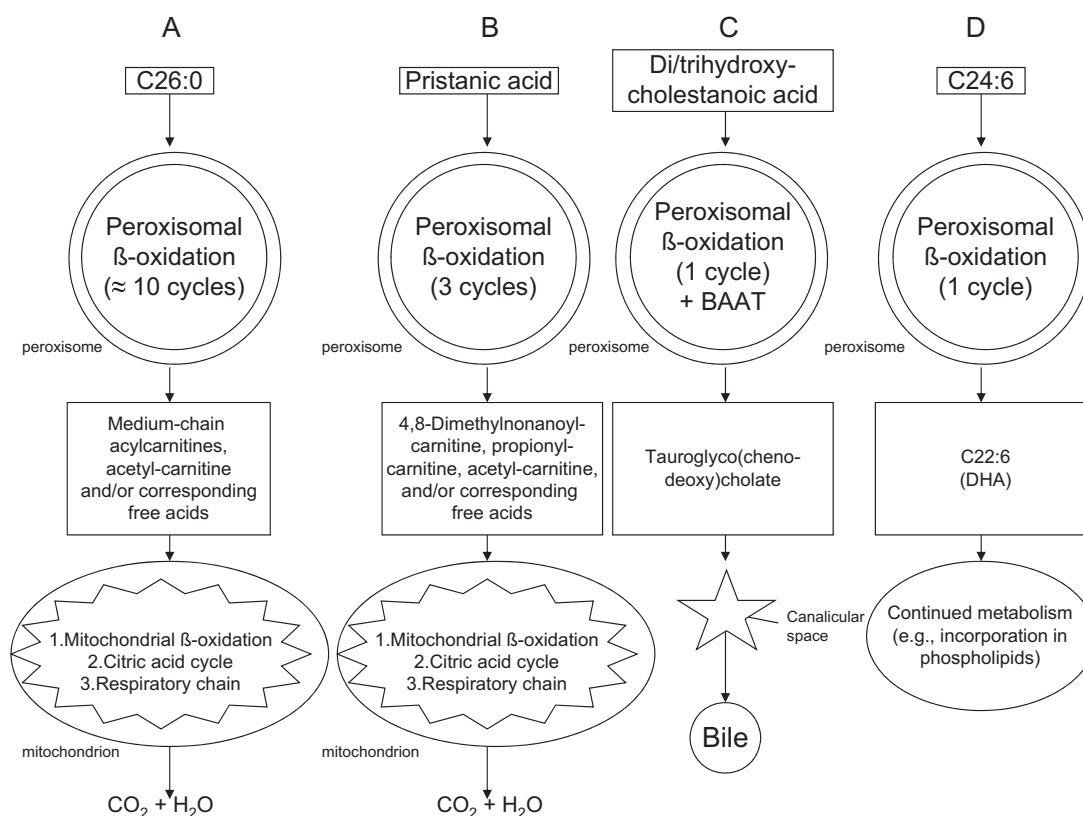 A
C26:0
Peroxisomal
ß-oxidation
(≈ 10 cycles)
peroxisome
Medium-chain
acylcarnitines,
acetyl-carnitine
and/or corresponding
free acids
1.Mitochondrial ß-oxidation
2.Citric acid cycle
3.Respiratory chain
mitochondrion
CO₂ + H₂O
B
Pristanic acid
Peroxisomal
ß-oxidation
(3 cycles)
peroxisome
4,8-Dimethylnonanoyl-
carnitine, propionyl-
carnitine, acetyl-carnitine,
and/or corresponding
free acids
1.Mitochondrial ß-oxidation
2.Citric acid cycle
3.Respiratory chain
mitochondrion
CO₂ + H₂O
C
Di/trihydroxy-
cholestanoic acid
Peroxisomal
ß-oxidation
(1 cycle)
+ BAAT
peroxisome
Tauroglyco(cheno-
deoxy)cholate
Canalicular
space
Bile
D
C24:6
Peroxisomal
ß-oxidation
(1 cycle)
peroxisome
C22:6
(DHA)
Continued metabolism
(e.g., incorporation in
phospholipids)